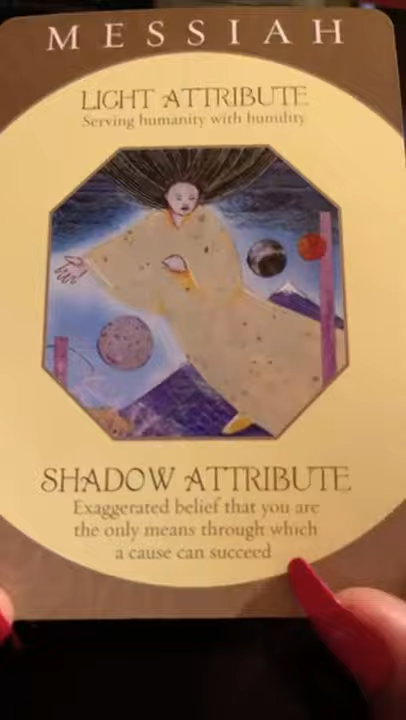 MESSIAH
LIGHT ATTRIBUTE
Serving humanity with humility
SHADOW ATTRIBUTE
Exaggerated belief that you are
the only means through which
a cause can succeed